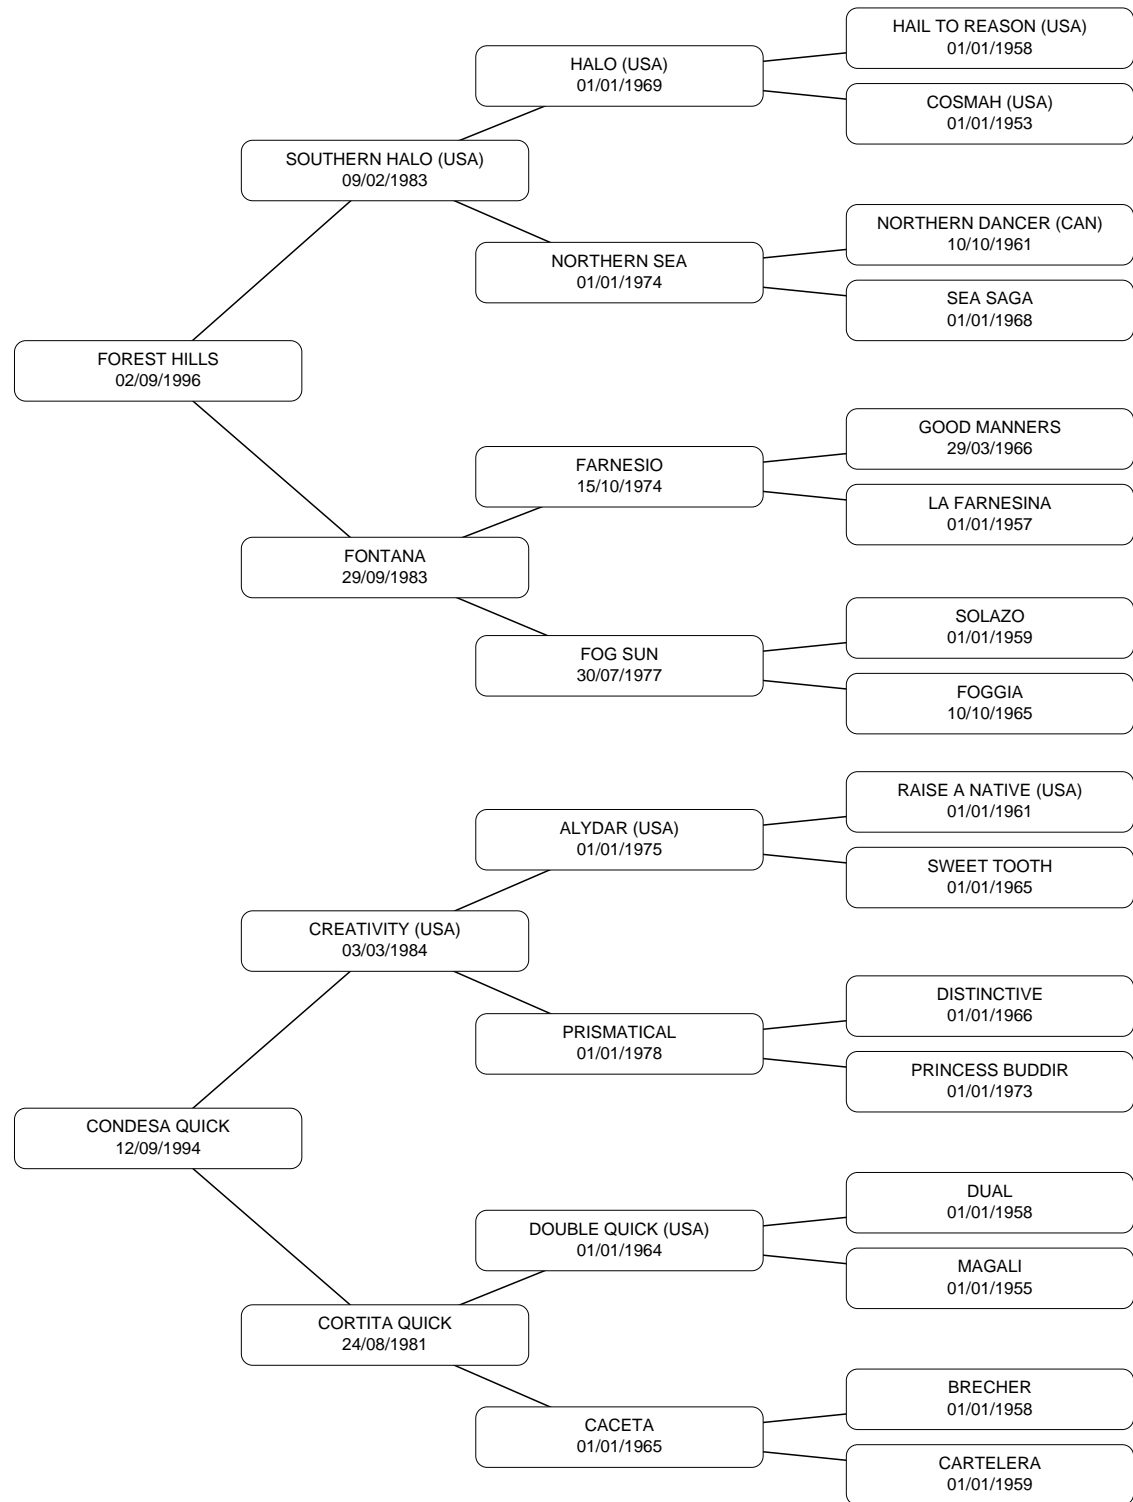 HAIL TO REASON (USA)
01/01/1958
HALO (USA)
01/01/1969
COSMAH (USA)
01/01/1953
SOUTHERN HALO (USA)
09/02/1983
NORTHERN DANCER (CAN)
10/10/1961
NORTHERN SEA
01/01/1974
SEA SAGA
01/01/1968
FOREST HILLS
02/09/1996
GOOD MANNERS
29/03/1966
FARNESIO
15/10/1974
LA FARNESINA
01/01/1957
FONTANA
29/09/1983
SOLAZO
01/01/1959
FOG SUN
30/07/1977
FOGGIA
10/10/1965
RAISE A NATIVE (USA)
01/01/1961
ALYDAR (USA)
01/01/1975
SWEET TOOTH
01/01/1965
CREATIVITY (USA)
03/03/1984
DISTINCTIVE
01/01/1966
PRISMATICAL
01/01/1978
PRINCESS BUDDIR
01/01/1973
CONDESA QUICK
12/09/1994
DUAL
01/01/1958
DOUBLE QUICK (USA)
01/01/1964
MAGALI
01/01/1955
CORTITA QUICK
24/08/1981
BRECHER
01/01/1958
CACETA
01/01/1965
CARTELERA
01/01/1959